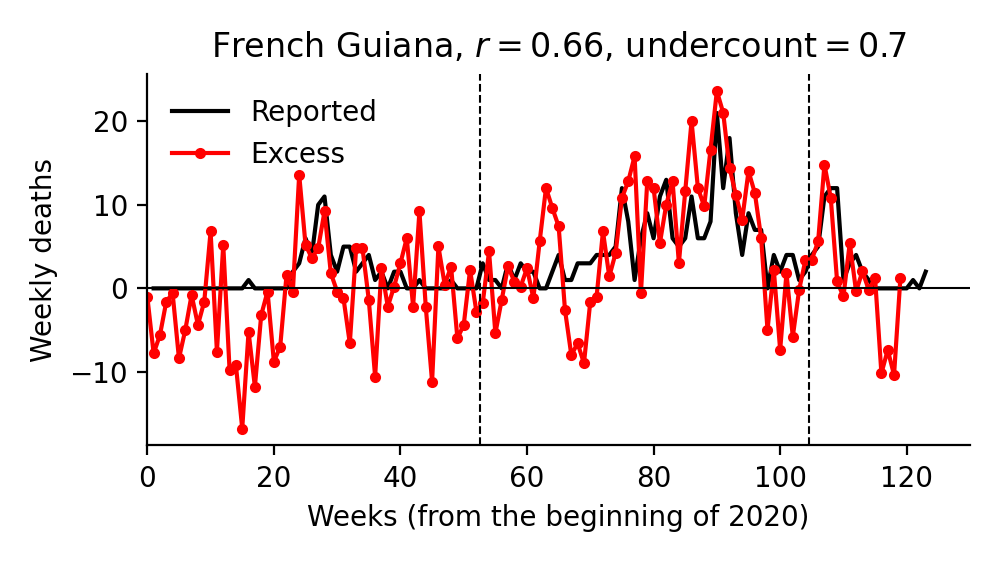 French Guiana, r = 0.66, undercount = 0.7
Reported
Excess
Weekly deaths
20
10
0
−10
0 20 40 60 80 100 120
Weeks (from the beginning of 2020)